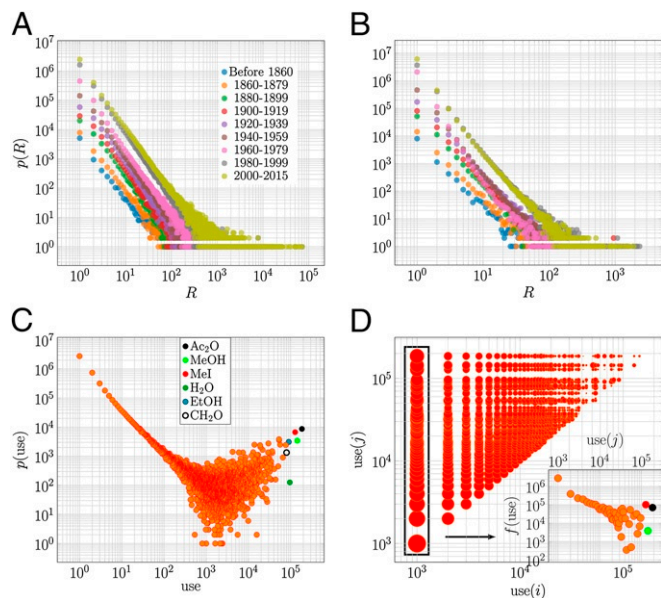 A
B
10^7
10^6
10^5
10^4
10^3
10^2
10^1
10^0
p(R)
Before 1860
1860-1879
1880-1899
1900-1919
1920-1939
1940-1959
1960-1979
1980-1999
2000-2015
10^0 10^1 10^2 10^3 10^4 10^5
R
10^7
10^6
10^5
10^4
10^3
10^2
10^1
10^0
10^0 10^1 10^2 10^3
R
C
D
10^7
10^6
10^5
10^4
10^3
10^2
10^1
10^0
p(use)
Ac₂O
MeOH
MeI
H₂O
EtOH
CH₂O
10^0 10^1 10^2 10^3 10^4 10^5
use
10^5
10^4
10^3
use(j)
use(j)
10^3 10^4 10^5
10^7
10^6
10^5
10^4
10^3
10^2
f(use)
10^3 10^4 10^5
use(i)